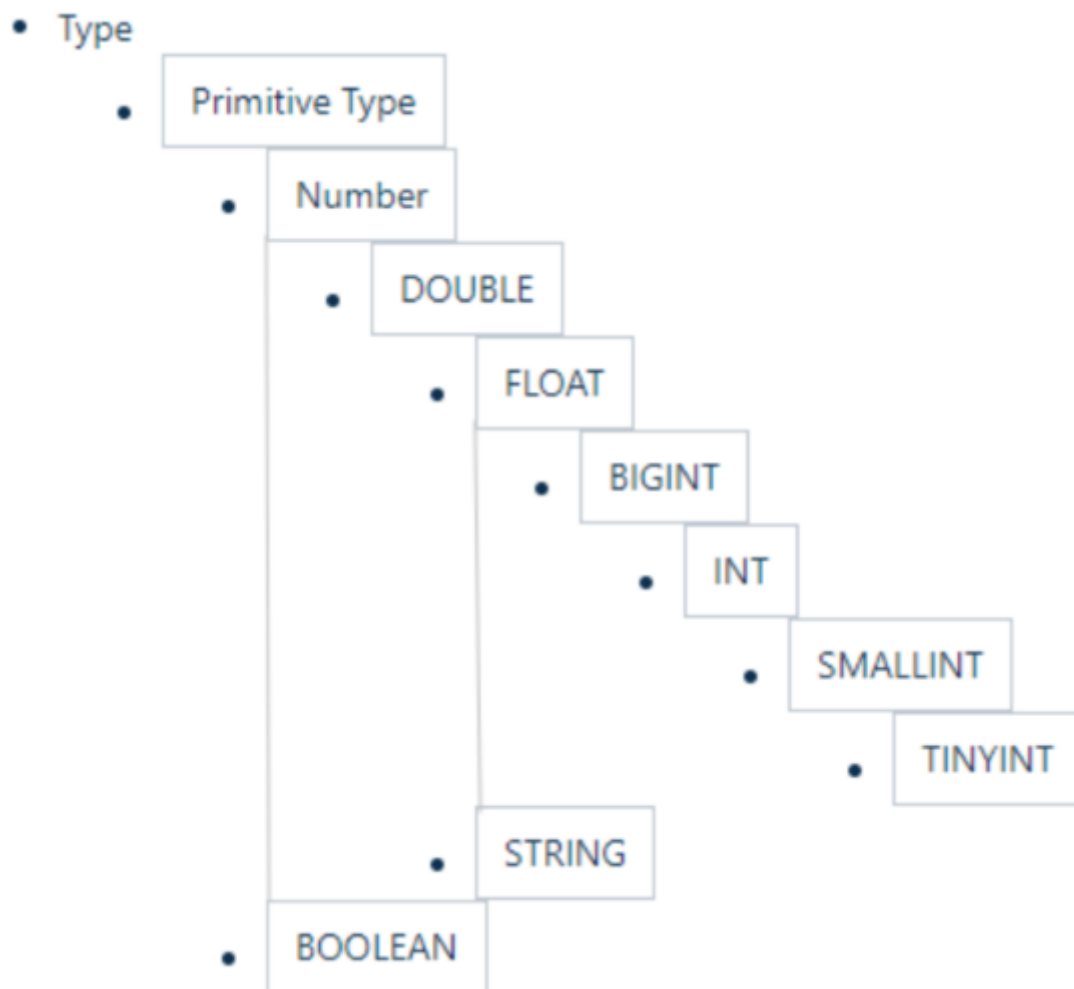 Type
Primitive Type
Number
DOUBLE
FLOAT
BIGINT
INT
SMALLINT
TINYINT
STRING
BOOLEAN